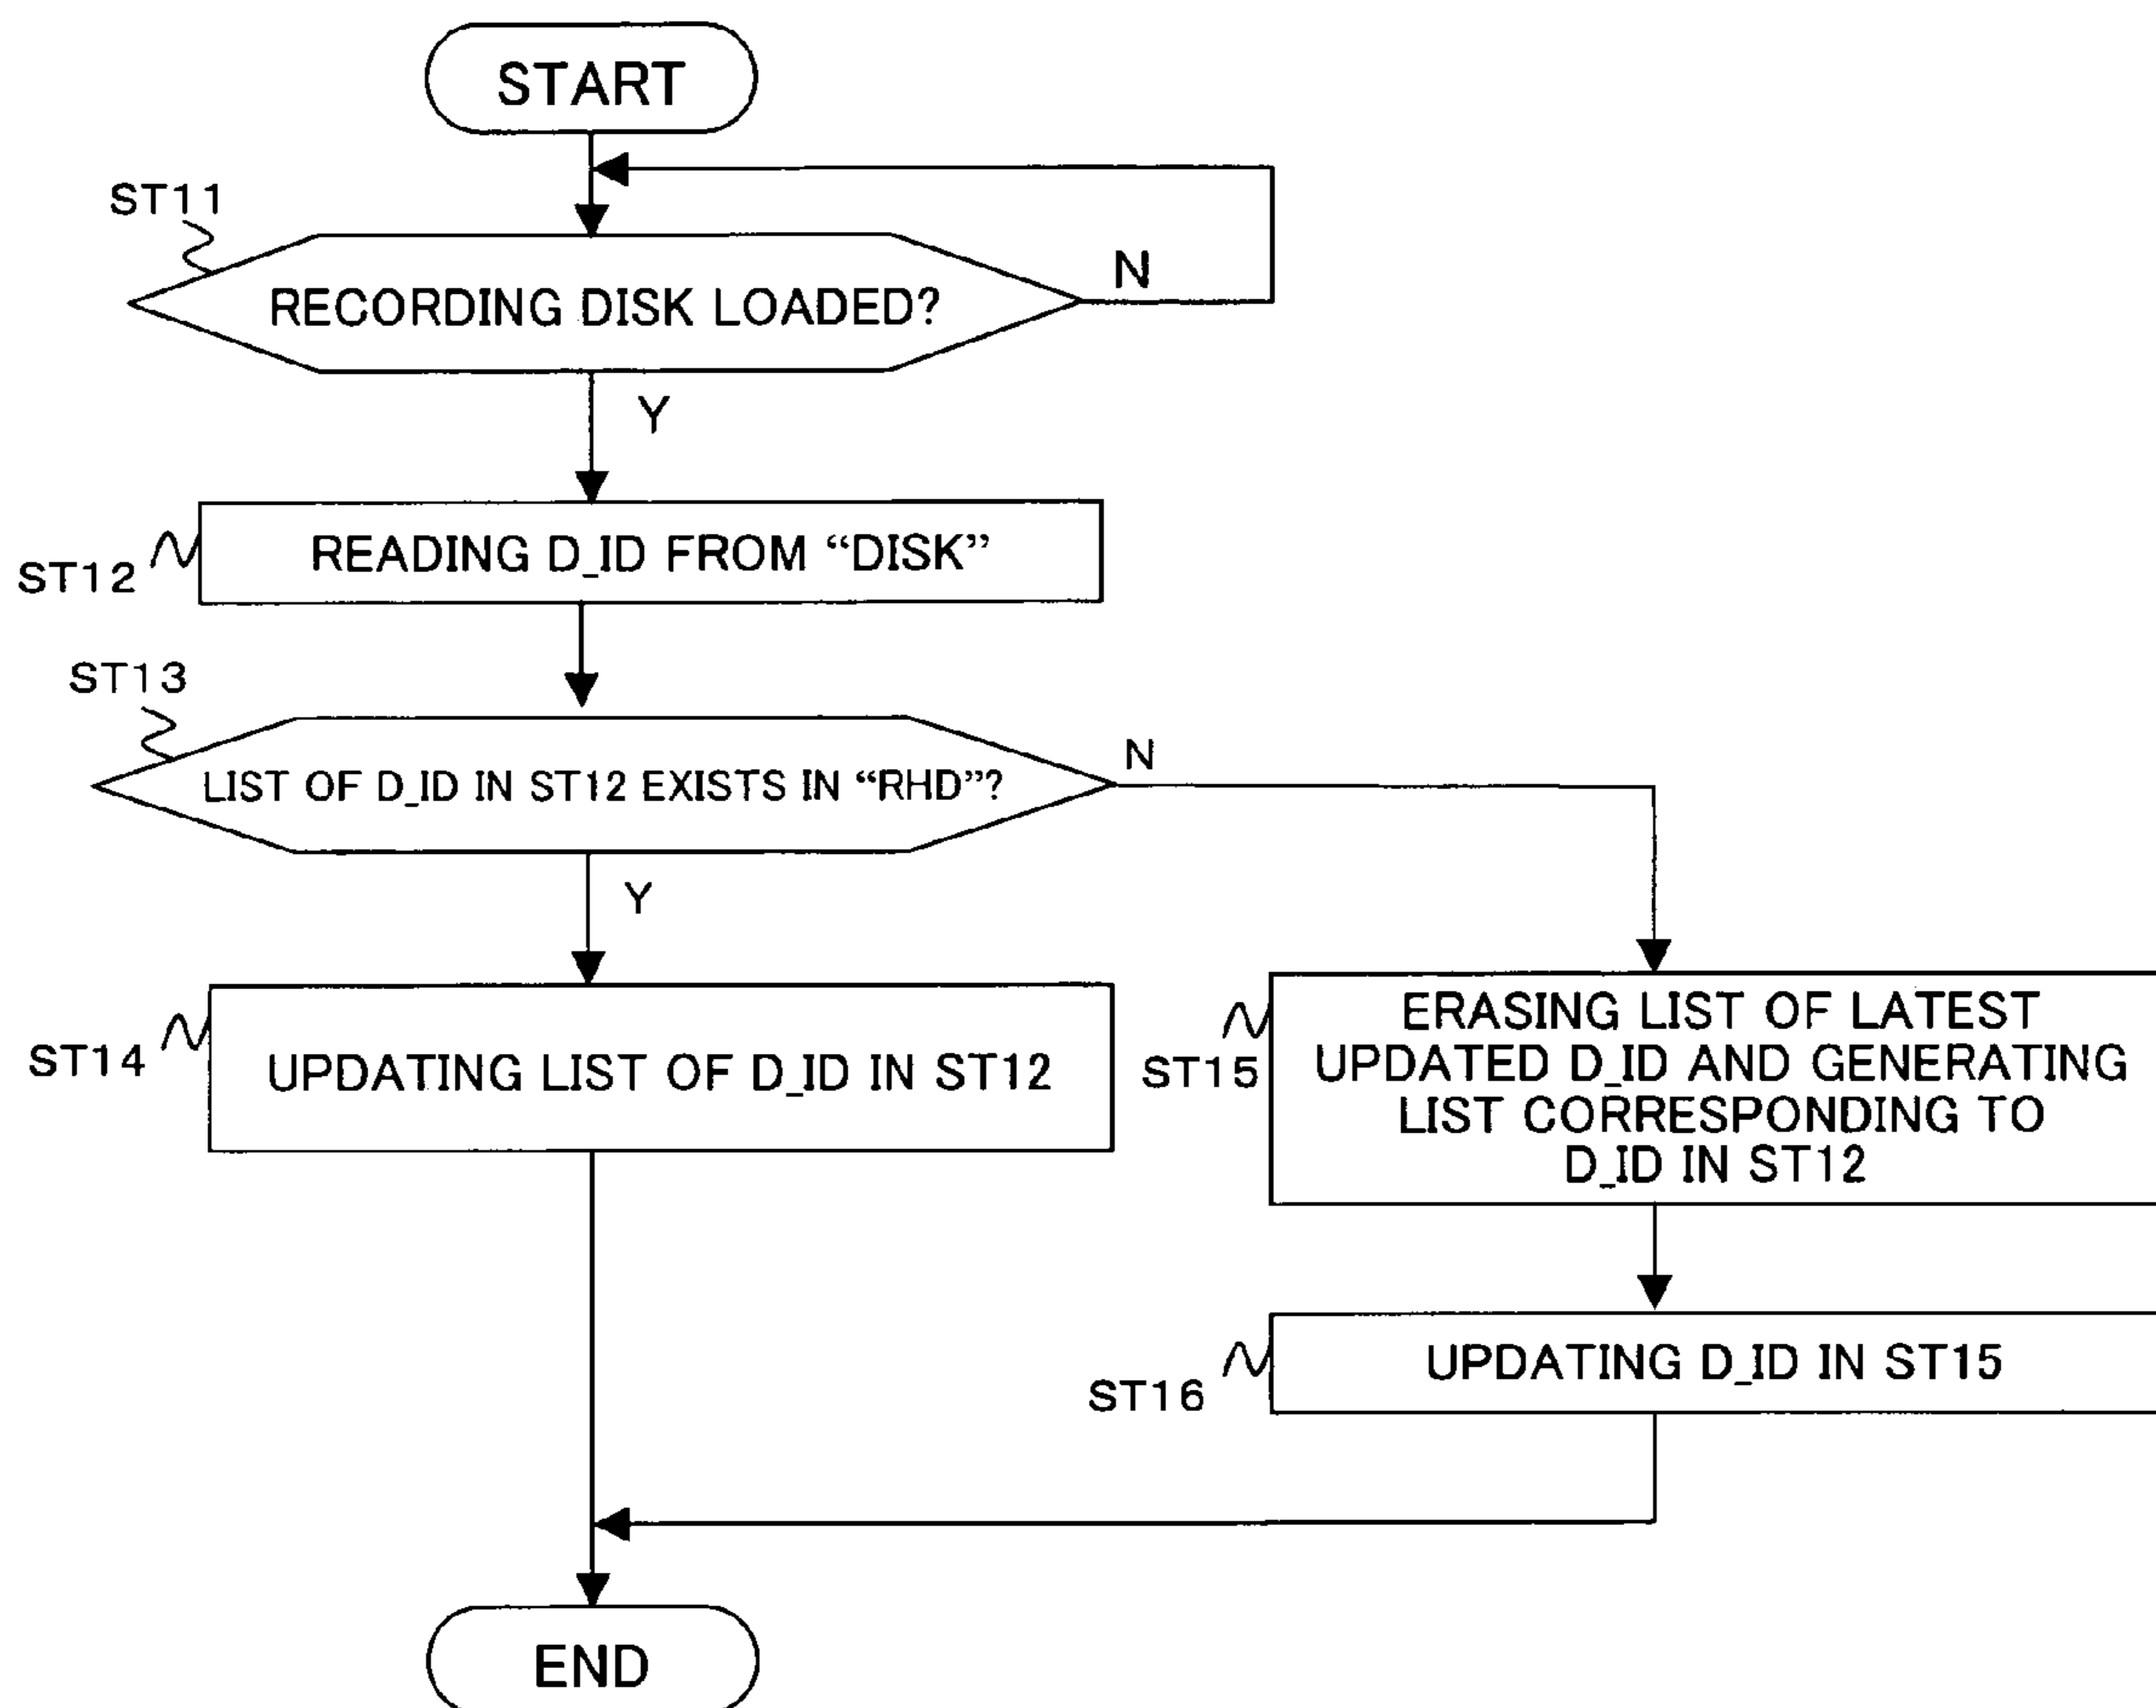 START
ST11
RECORDING DISK LOADED?
N
Y
ST12
READING D_ID FROM “DISK”
ST13
LIST OF D_ID IN ST12 EXISTS IN “RHD”?
N
Y
ST14
UPDATING LIST OF D_ID IN ST12
ST15
ERASING LIST OF LATEST
UPDATED D_ID AND GENERATING
LIST CORRESPONDING TO
D_ID IN ST12
ST16
UPDATING D_ID IN ST15
END